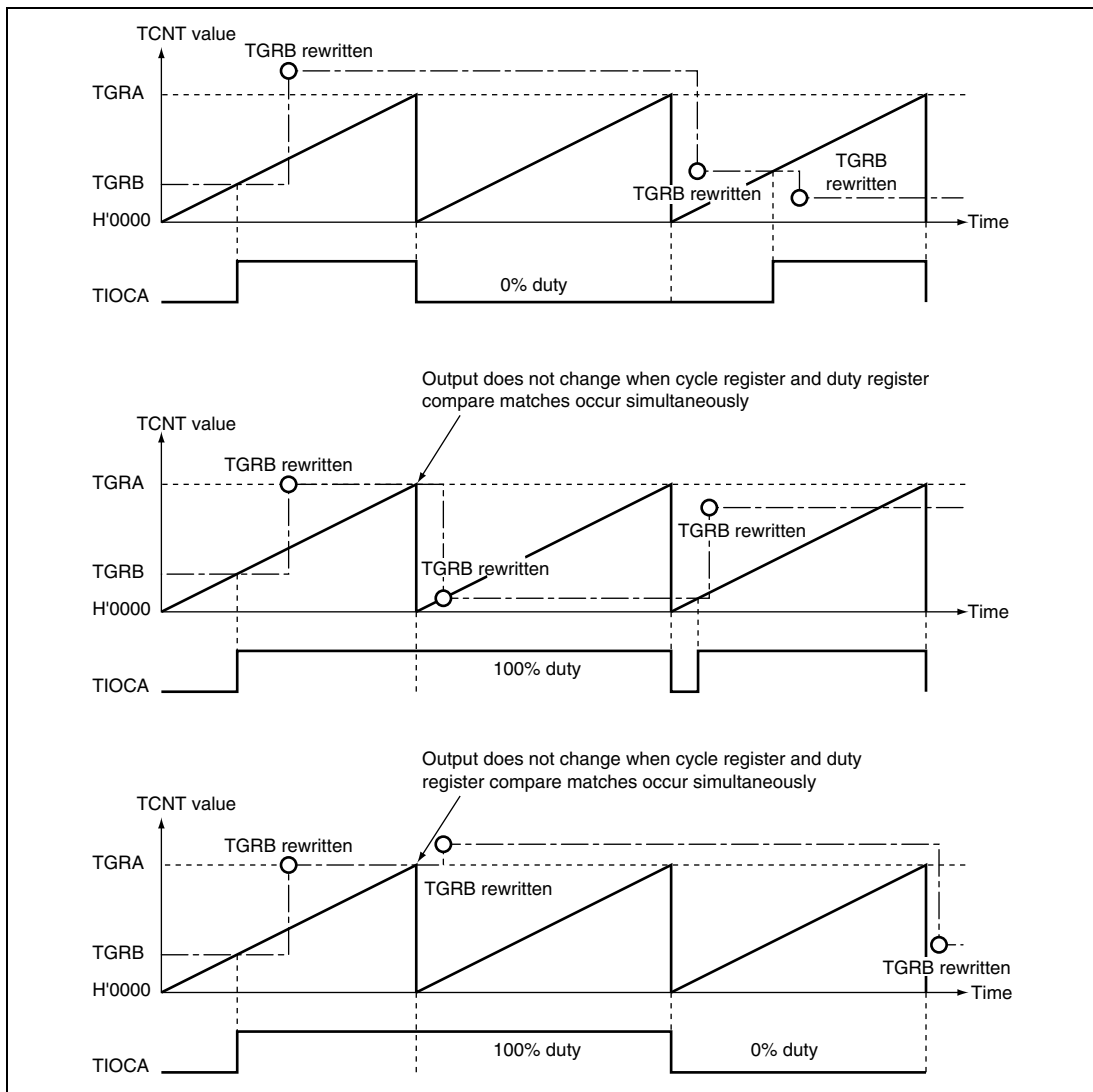 TCNT value
TGRB rewritten
TGRA
TGRB
TGRB rewritten
TGRB
rewritten
H'0000
Time
TIOCA
0% duty
Output does not change when cycle register and duty register
compare matches occur simultaneously
TCNT value
TGRB rewritten
TGRA
TGRB rewritten
TGRB
TGRB rewritten
H'0000
Time
TIOCA
100% duty
Output does not change when cycle register and duty
register compare matches occur simultaneously
TCNT value
TGRB rewritten
TGRA
TGRB rewritten
TGRB
TGRB rewritten
H'0000
Time
TIOCA
100% duty
0% duty